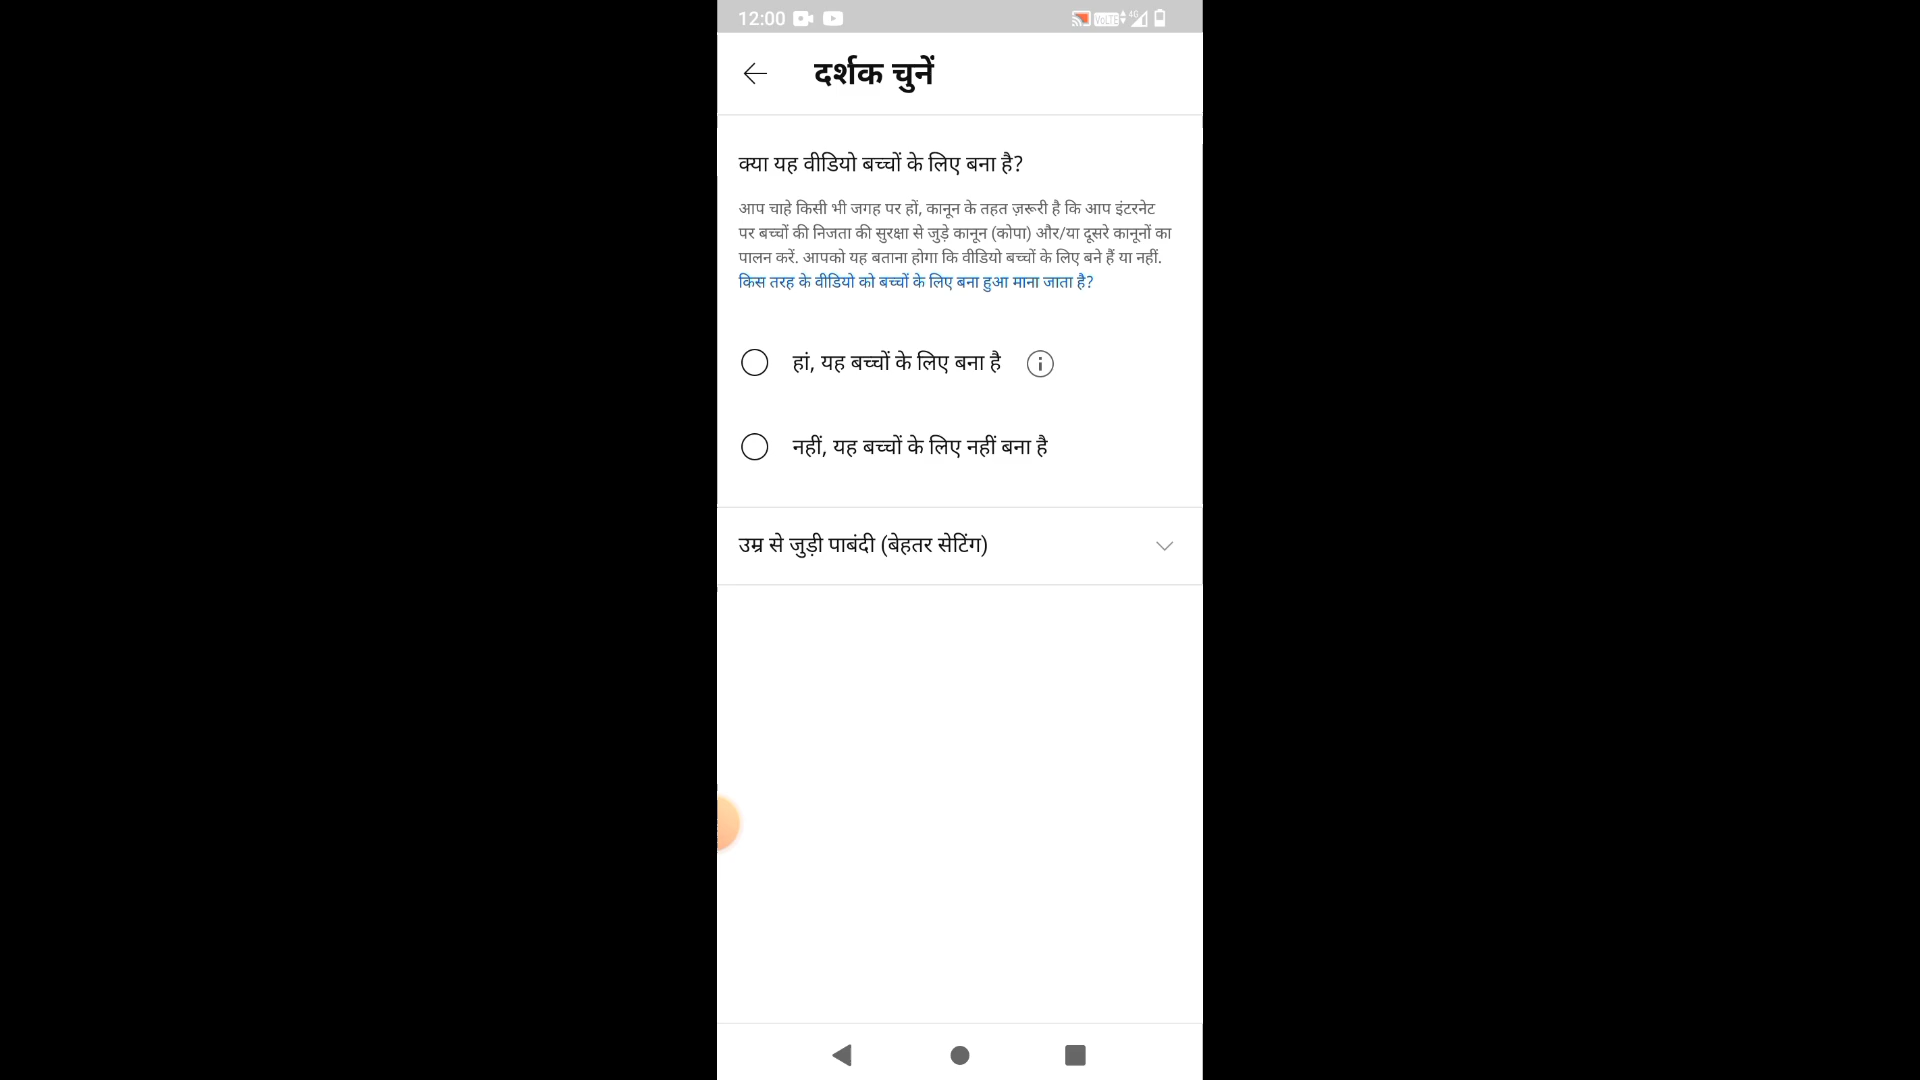 12:00 VoLTE 4G
दर्शक चुनें
क्या यह वीडियो बच्चों के लिए बना है?
आप चाहे किसी भी जगह पर हों, कानून के तहत ज़रूरी है कि आप इंटरनेट
पर बच्चों की निजता की सुरक्षा से जुड़े कानून (कोपा) और/या दूसरे कानूनों का
पालन करें. आपको यह बताना होगा कि वीडियो बच्चों के लिए बने हैं या नहीं.
किस तरह के वीडियो को बच्चों के लिए बना हुआ माना जाता है?
हां, यह बच्चों के लिए बना है
नहीं, यह बच्चों के लिए नहीं बना है
उम्र से जुड़ी पाबंदी (बेहतर सेटिंग)